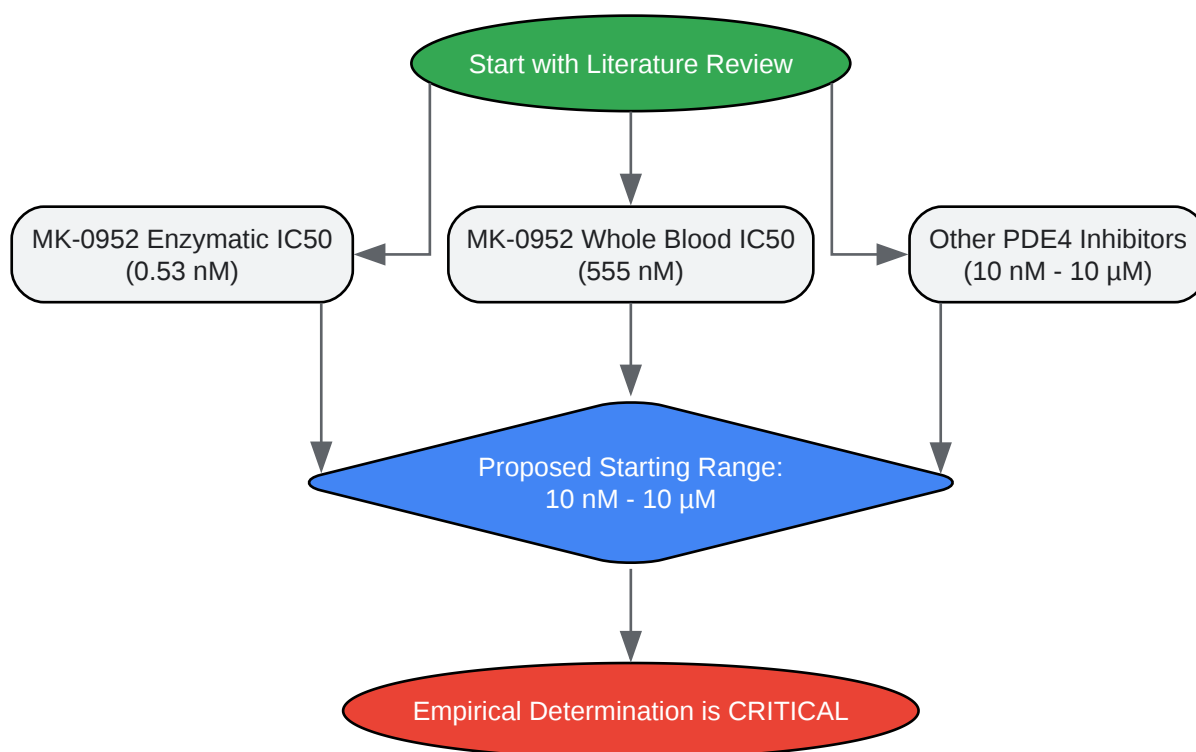 Start with Literature Review
MK-0952 Enzymatic IC50
(0.53 nM)
MK-0952 Whole Blood IC50
(555 nM)
Other PDE4 Inhibitors
(10 nM - 10 µM)
Proposed Starting Range:
10 nM - 10 µM
Empirical Determination is CRITICAL